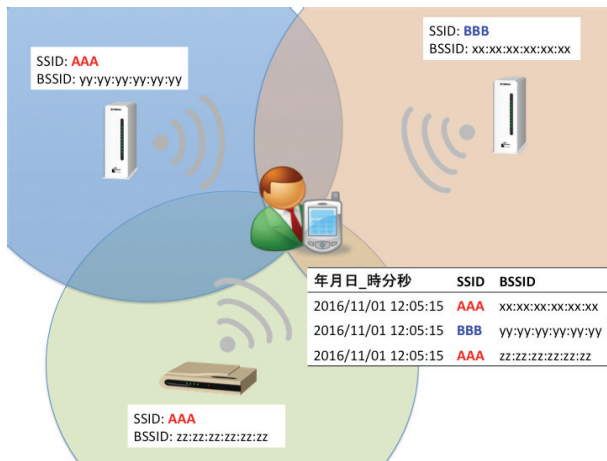 SSID: AAA
BSSID: yy:yy:yy:yy:yy:yy
SSID: BBB
BSSID: xx:xx:xx:xx:xx:xx
年月日_時分秒 SSID BSSID
2016/11/01 12:05:15 AAA xx:xx:xx:xx:xx:xx
2016/11/01 12:05:15 BBB yy:yy:yy:yy:yy:yy
2016/11/01 12:05:15 AAA zz:zz:zz:zz:zz:zz
SSID: AAA
BSSID: zz:zz:zz:zz:zz:zz